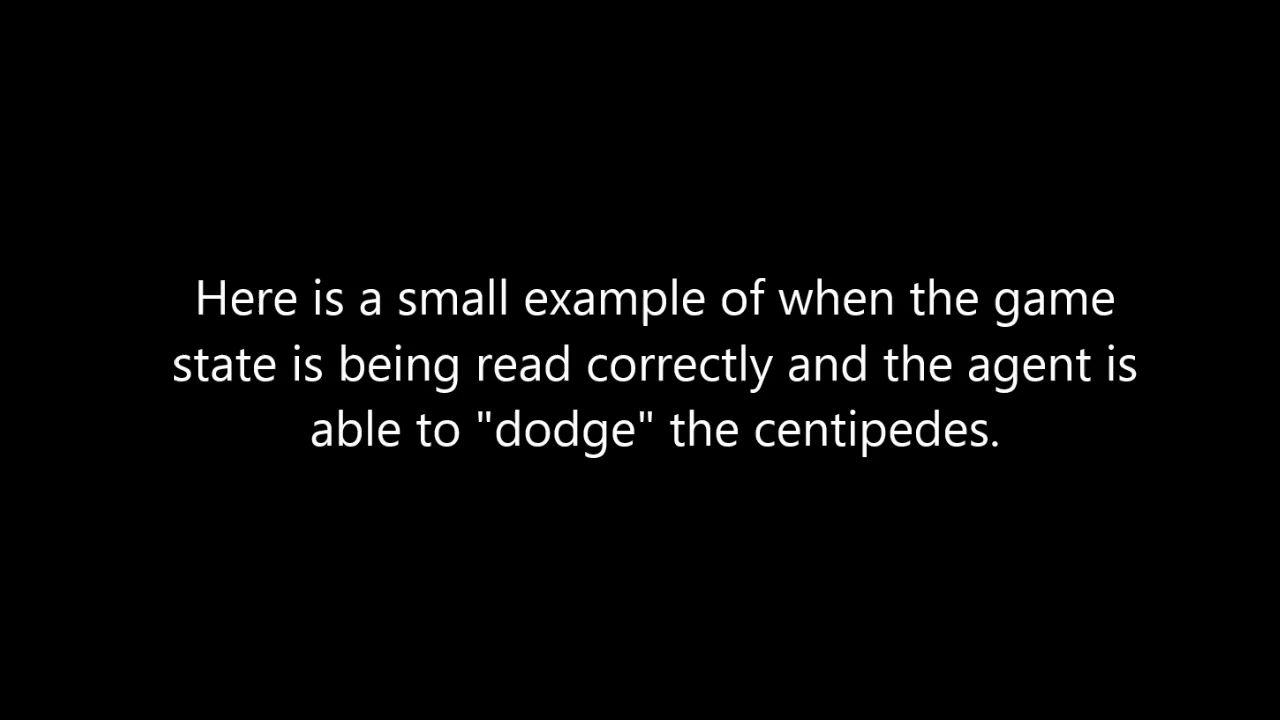 Here is a small example of when the game
state is being read correctly and the agent is
able to "dodge" the centipedes.